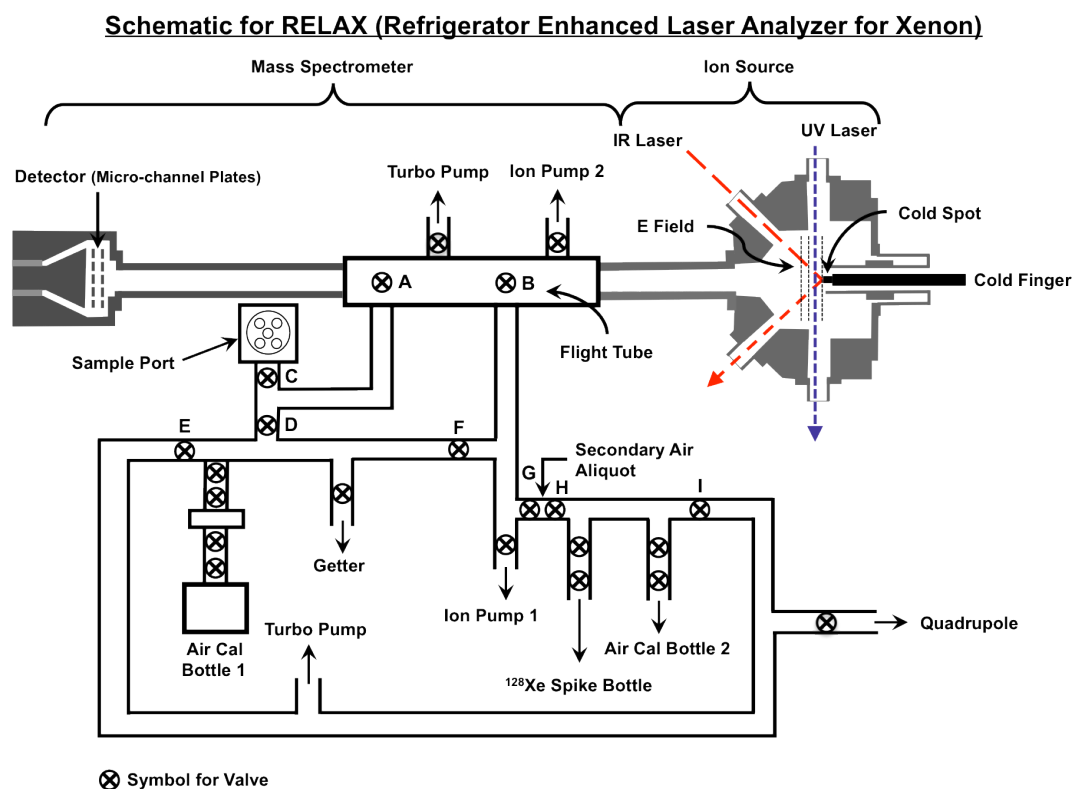 Schematic for RELAX (Refrigerator Enhanced Laser Analyzer for Xenon)
Mass Spectrometer
Ion Source
IR Laser
UV Laser
Detector (Micro-channel Plates)
Turbo Pump
Ion Pump 2
E Field
Cold Spot
A
B
Cold Finger
Sample Port
Flight Tube
C
D
E
F
Secondary Air
Aliquot
G
H
I
Getter
Ion Pump 1
Air Cal
Bottle 1
Turbo Pump
Air Cal Bottle 2
Quadrupole
¹²⁸Xe Spike Bottle
Symbol for Valve